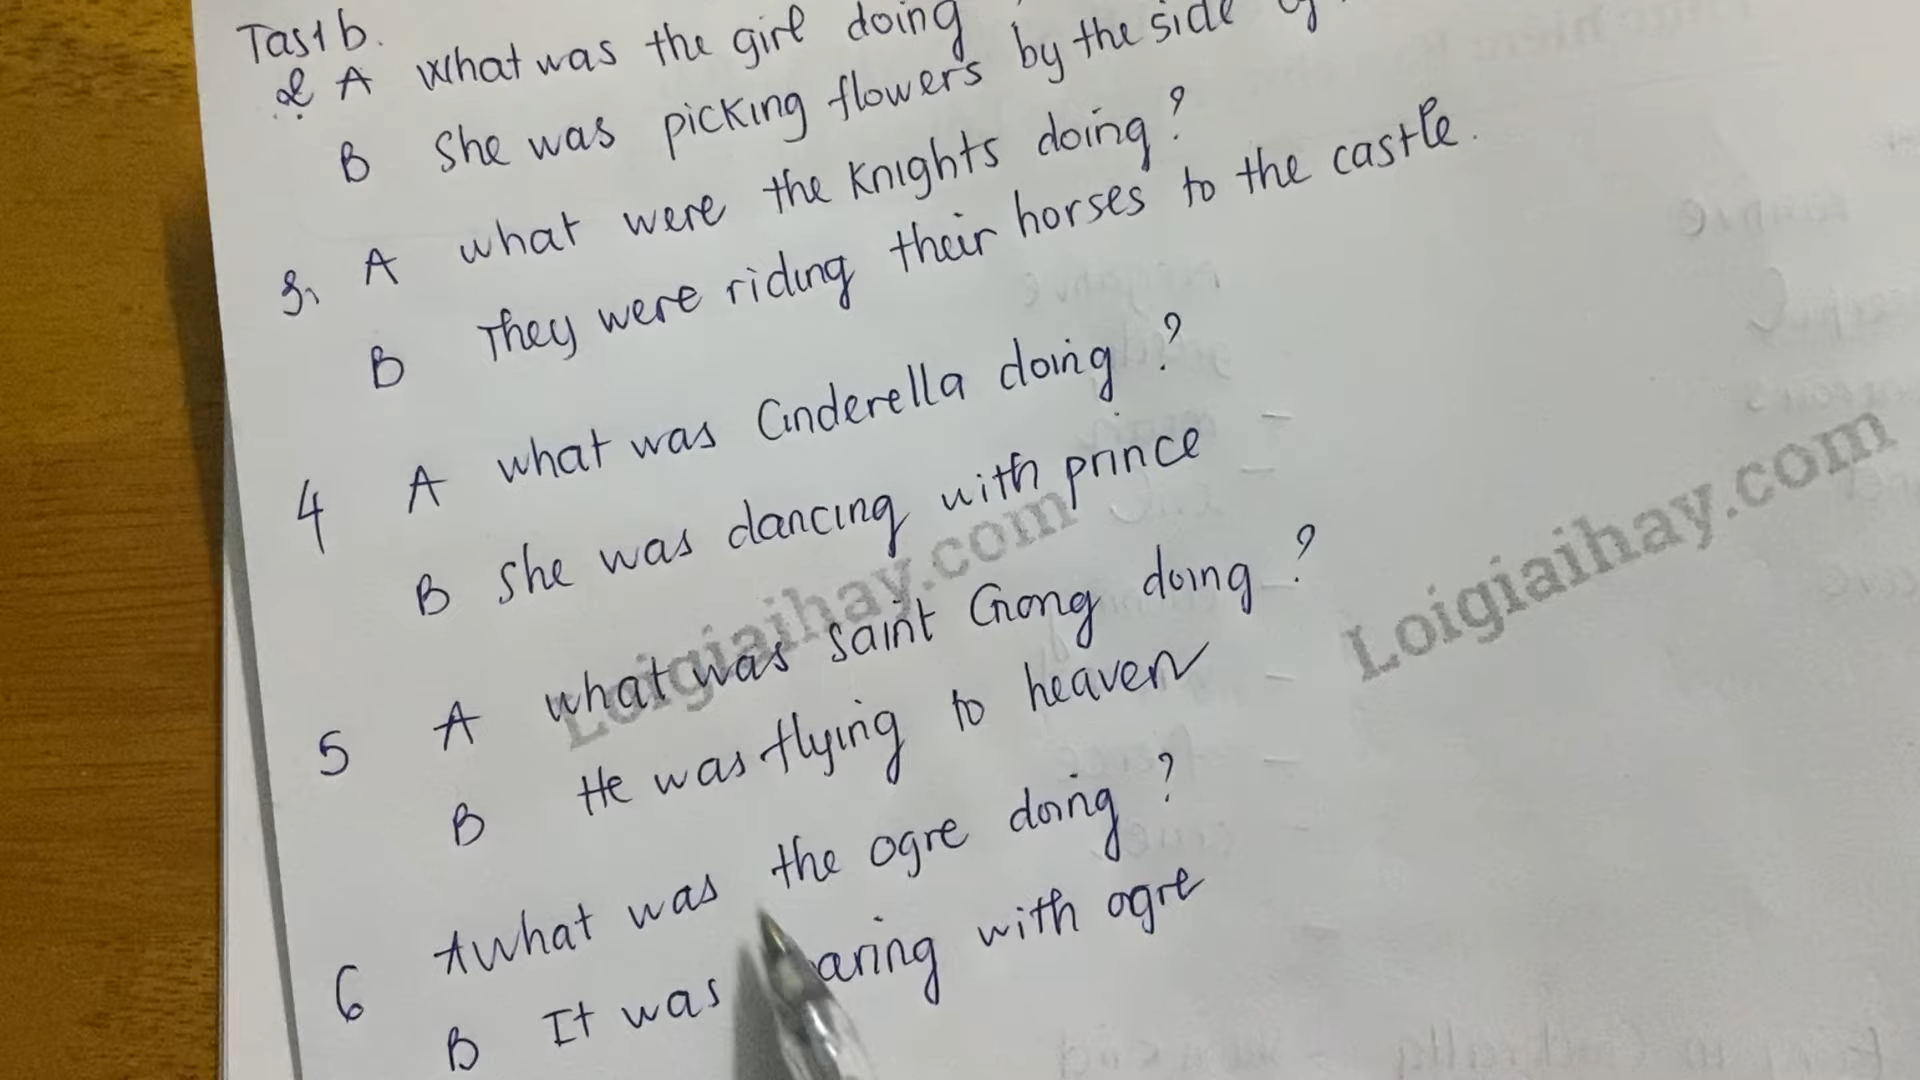 Task b.
2 A What was the girl doing
B She was picking flowers by the side
3. A what were the Knights doing?
B They were riding their horses to the castle.
4 A what was Cinderella doing?
B She was dancing with prince
5 A what was saint Giong doing?
B He was flying to heaven
6 A What was the ogre doing?
B It was with ogre
Loigiaihay.com
Loigiaihay.com